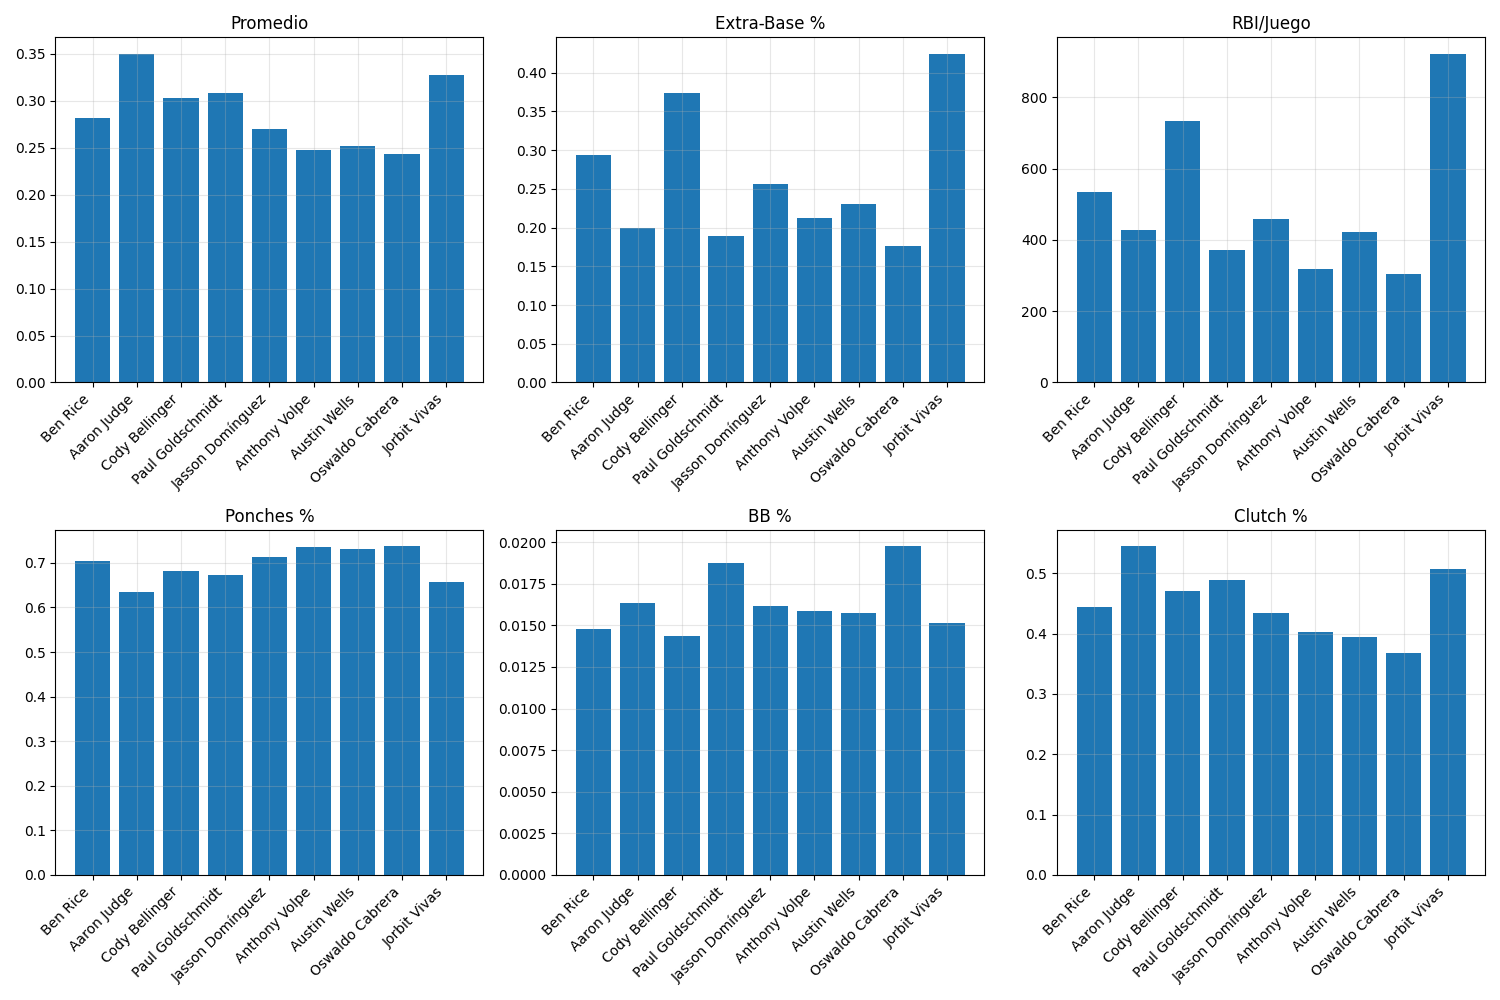 Promedio
0.35
0.30
0.25
0.20
0.15
0.10
0.05
0.00
Ben Rice
Aaron Judge
Cody Bellinger
Paul Goldschmidt
Jasson Domínguez
Anthony Volpe
Austin Wells
Oswaldo Cabrera
Jorbit Vivas
Extra-Base %
0.40
0.35
0.30
0.25
0.20
0.15
0.10
0.05
0.00
Ben Rice
Aaron Judge
Cody Bellinger
Paul Goldschmidt
Jasson Domínguez
Anthony Volpe
Austin Wells
Oswaldo Cabrera
Jorbit Vivas
RBI/Juego
800
600
400
200
0
Ben Rice
Aaron Judge
Cody Bellinger
Paul Goldschmidt
Jasson Domínguez
Anthony Volpe
Austin Wells
Oswaldo Cabrera
Jorbit Vivas
Ponches %
0.7
0.6
0.5
0.4
0.3
0.2
0.1
0.0
Ben Rice
Aaron Judge
Cody Bellinger
Paul Goldschmidt
Jasson Domínguez
Anthony Volpe
Austin Wells
Oswaldo Cabrera
Jorbit Vivas
BB %
0.0200
0.0175
0.0150
0.0125
0.0100
0.0075
0.0050
0.0025
0.0000
Ben Rice
Aaron Judge
Cody Bellinger
Paul Goldschmidt
Jasson Domínguez
Anthony Volpe
Austin Wells
Oswaldo Cabrera
Jorbit Vivas
Clutch %
0.5
0.4
0.3
0.2
0.1
0.0
Ben Rice
Aaron Judge
Cody Bellinger
Paul Goldschmidt
Jasson Domínguez
Anthony Volpe
Austin Wells
Oswaldo Cabrera
Jorbit Vivas